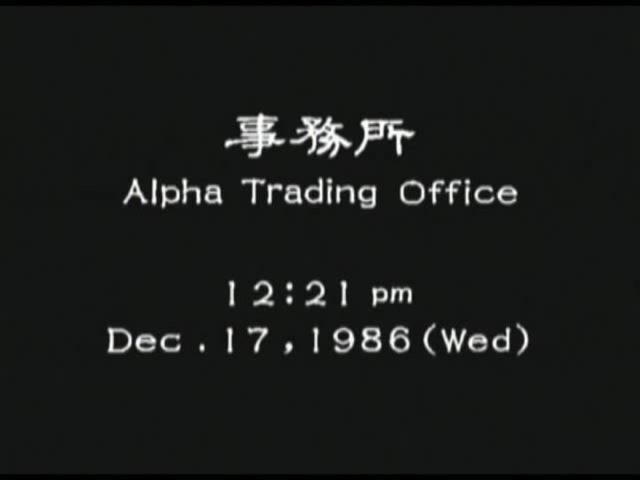 事務所
Alpha Trading Office
12:21 pm
Dec.17,1986(Wed)